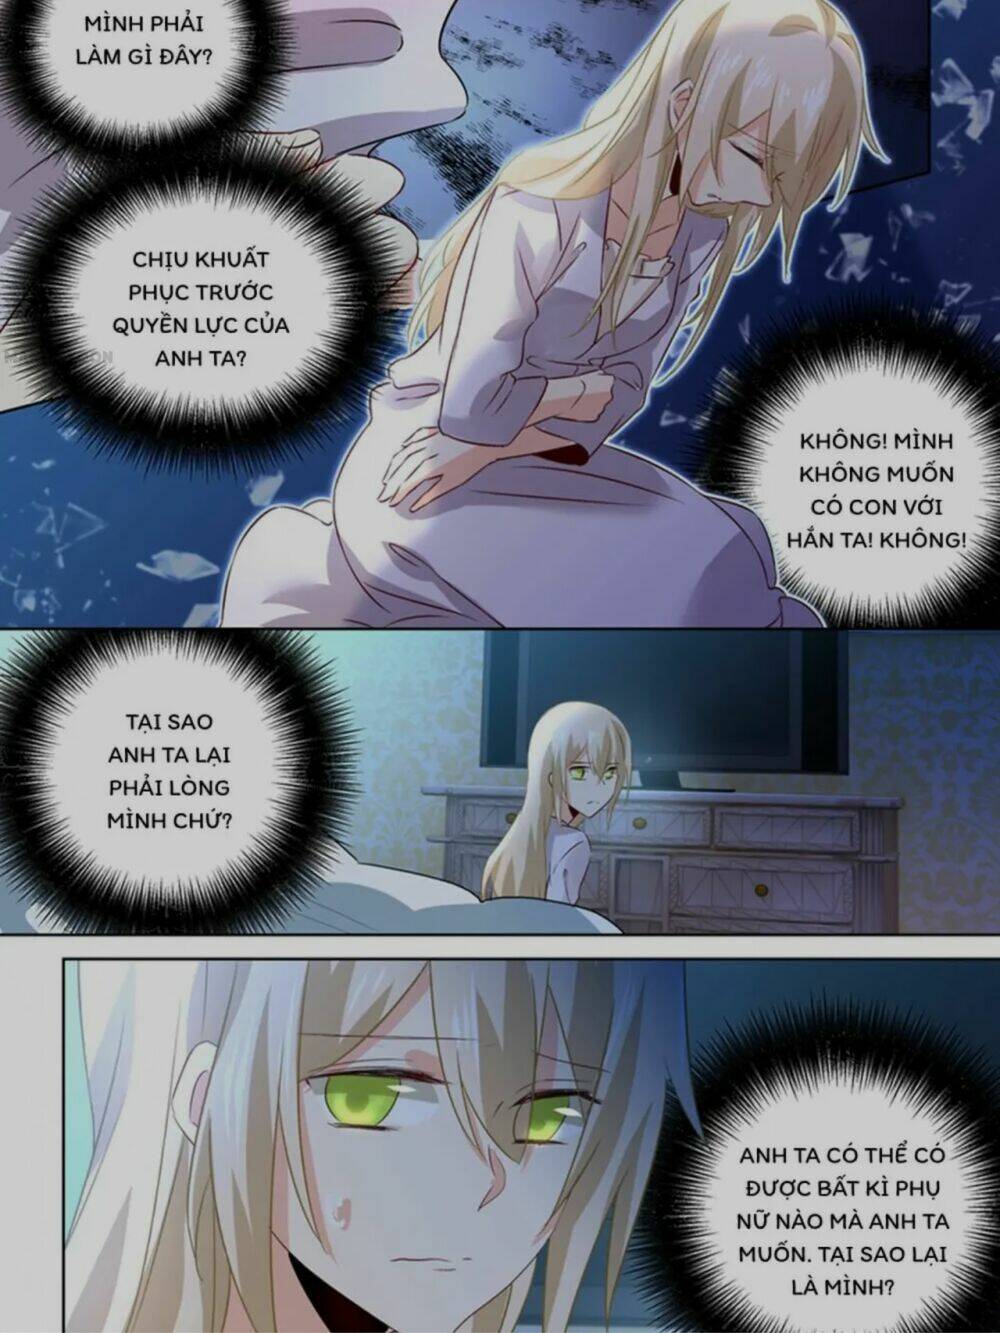 MÌNH PHẢI
LÀM GÌ ĐÂY?
CHỊU KHUẤT
PHỤC TRƯỚC
QUYỀN LỰC CỦA
ANH TA?
KHÔNG! MÌNH
KHÔNG MUỐN
CÓ CON VỚI
HẮN TA! KHÔNG!
TẠI SAO
ANH TA LẠI
PHẢI LÒNG
MÌNH CHỨ?
ANH TA CÓ THỂ CÓ
ĐƯỢC BẤT KÌ PHỤ
NỮ NÀO MÀ ANH TA
MUỐN. TẠI SAO LẠI
LÀ MÌNH?